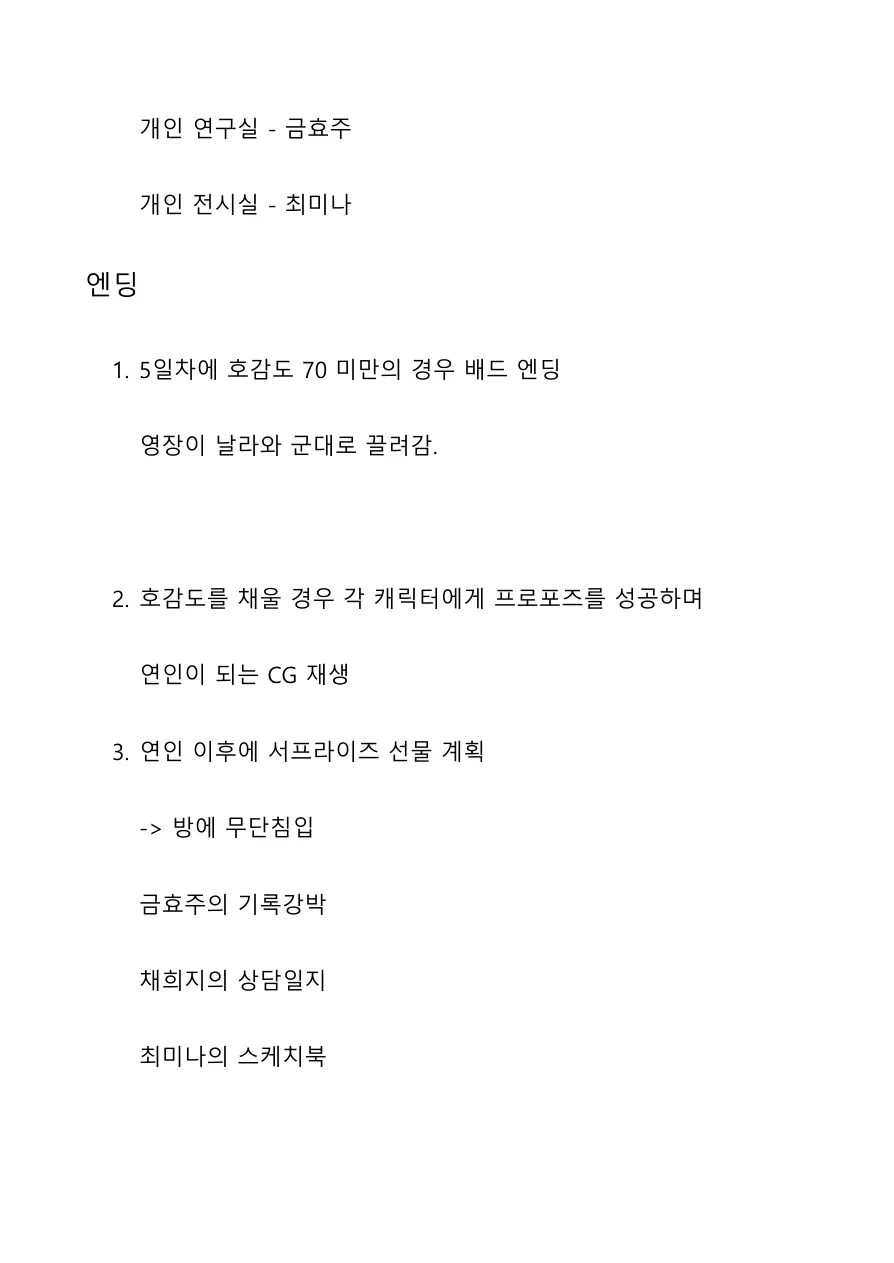 개인 연구실 - 금효주
개인 전시실 - 최미나
엔딩
1. 5일차에 호감도 70 미만의 경우 배드 엔딩
영장이 날라와 군대로 끌려감.
2. 호감도를 채울 경우 각 캐릭터에게 프로포즈를 성공하며
연인이 되는 CG 재생
3. 연인 이후에 서프라이즈 선물 계획
-> 방에 무단침입
금효주의 기록강박
채희지의 상담일지
최미나의 스케치북